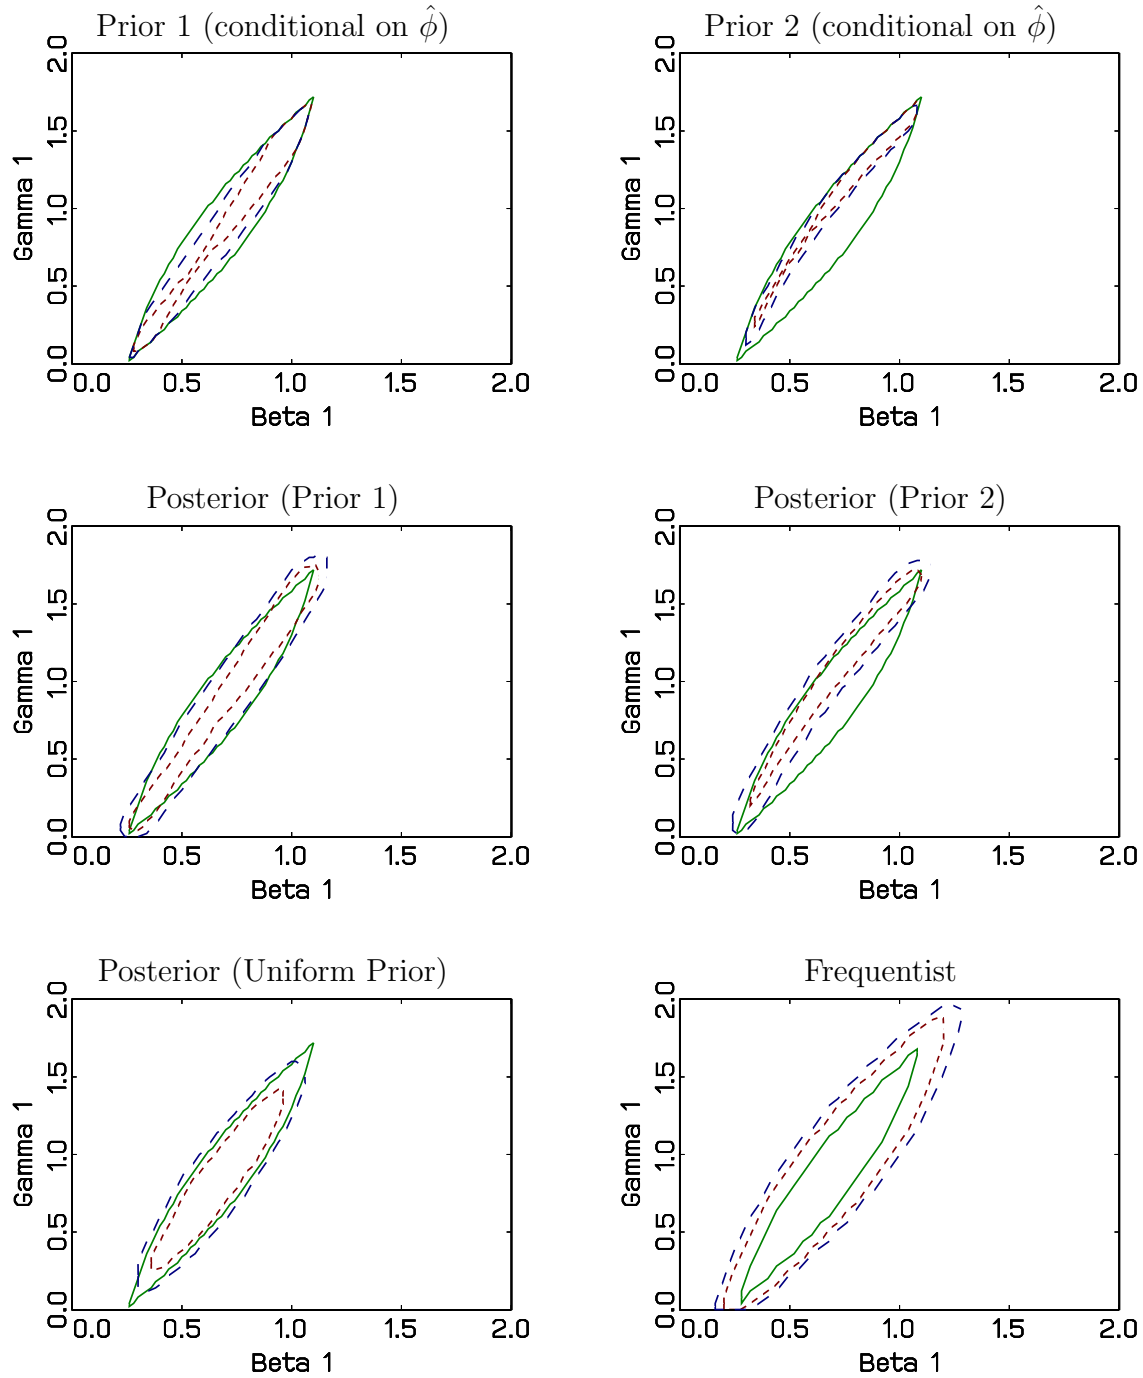 Prior 1 (conditional on φ̂)
2.0
1.5
1.0
0.5
0.0
Gamma 1
0.0 0.5 1.0 1.5 2.0
Beta 1
Prior 2 (conditional on φ̂)
2.0
1.5
1.0
0.5
0.0
Gamma 1
0.0 0.5 1.0 1.5 2.0
Beta 1
Posterior (Prior 1)
2.0
1.5
1.0
0.5
0.0
Gamma 1
0.0 0.5 1.0 1.5 2.0
Beta 1
Posterior (Prior 2)
2.0
1.5
1.0
0.5
0.0
Gamma 1
0.0 0.5 1.0 1.5 2.0
Beta 1
Posterior (Uniform Prior)
2.0
1.5
1.0
0.5
0.0
Gamma 1
0.0 0.5 1.0 1.5 2.0
Beta 1
Frequentist
2.0
1.5
1.0
0.5
0.0
Gamma 1
0.0 0.5 1.0 1.5 2.0
Beta 1